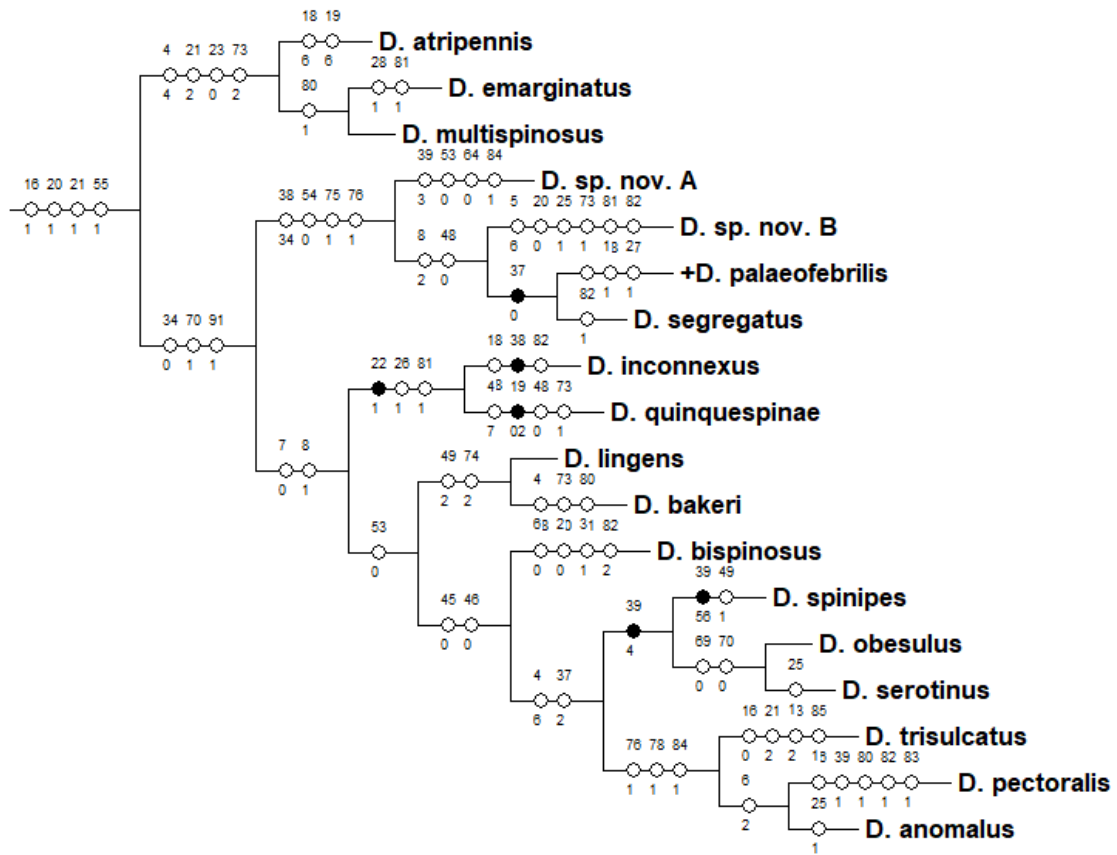 18 19
D. atripennis
4 21 23 73
6 6
28 81
4 2 0 2
80
D. emarginatus
1 1
1
D. multispinosus
39 53 64 84
D. sp. nov. A
16 20 21 55
38 54 75 76
3 0 0 1
5 20 25 73 81 82
1 1 1 1
34 0 1 1
8 48
D. sp. nov. B
6 0 1 1
2 0
37
+D. palaeofebrilis
82 1 1
0
D. segregatus
34 70 91
1
0 1 1
22 26 81
18 38 82
D. inconnexus
19 48 73
1 1 1
D. quinquespinae
7 02 0 1
7 8
49 74
D. lingens
0 1
2 2
4 73 80
D. bakeri
53
82
D. bispinosus
0
45 46
0 0 1 2
39 49
0 0
39
D. spinipes
56 1
4
69 70
D. obesulus
4 37
0 0
25
D. serotinus
6 2
16 21 13 85
76 78 84
D. trisulcatus
0 2 2
39 80 82 83
1 1 1
6
D. pectoralis
25 1 1 1 1
2
D. anomalus
1